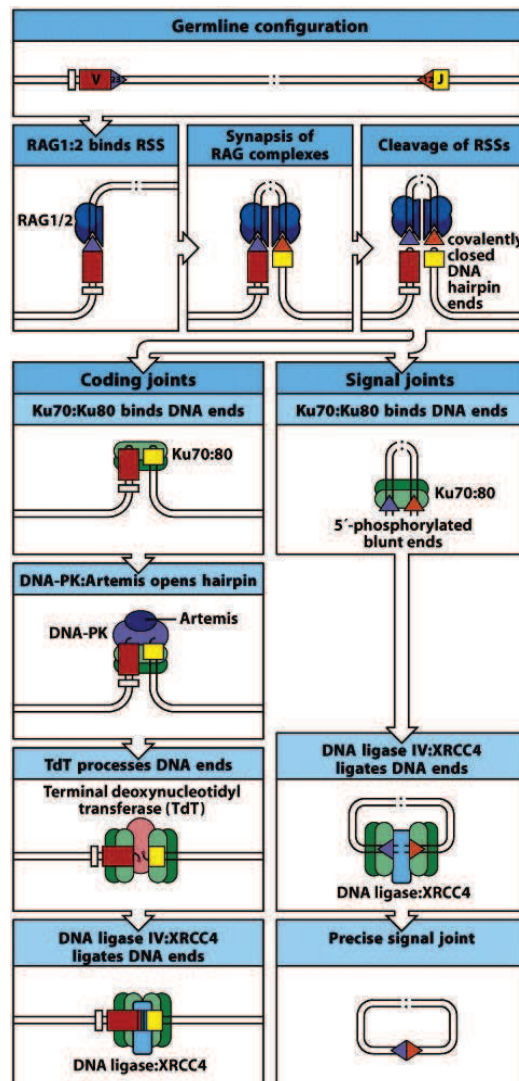 Germline configuration
V
23
12
J
RAG1:2 binds RSS
RAG1/2
Synapsis of
RAG complexes
Cleavage of RSSs
covalently
closed
DNA
hairpin
ends
Coding joints
Ku70:Ku80 binds DNA ends
Ku70:80
Signal joints
Ku70:Ku80 binds DNA ends
Ku70:80
5´-phosphorylated
blunt ends
DNA-PK:Artemis opens hairpin
Artemis
DNA-PK
TdT processes DNA ends
Terminal deoxynucleotidyl
transferase (TdT)
DNA ligase IV:XRCC4
ligates DNA ends
DNA ligase:XRCC4
DNA ligase IV:XRCC4
ligates DNA ends
DNA ligase:XRCC4
Precise signal joint